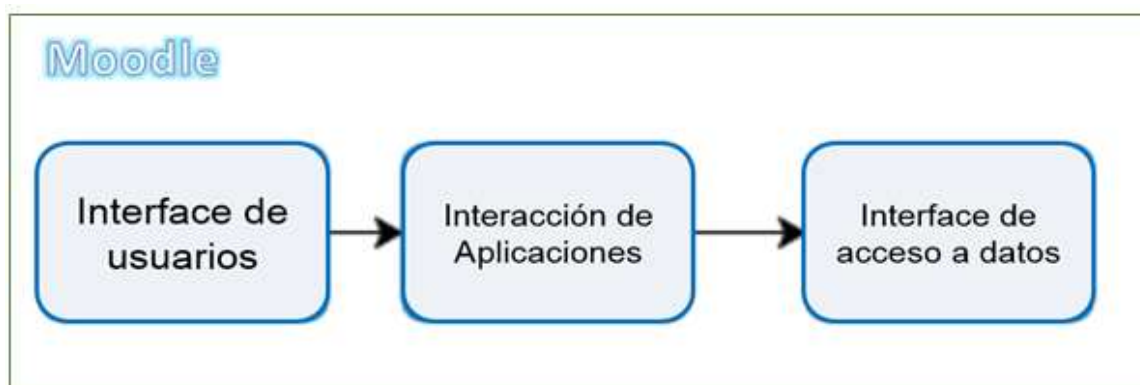 Moodle
Interface de
usuarios
Interacción de
Aplicaciones
Interface de
acceso a datos